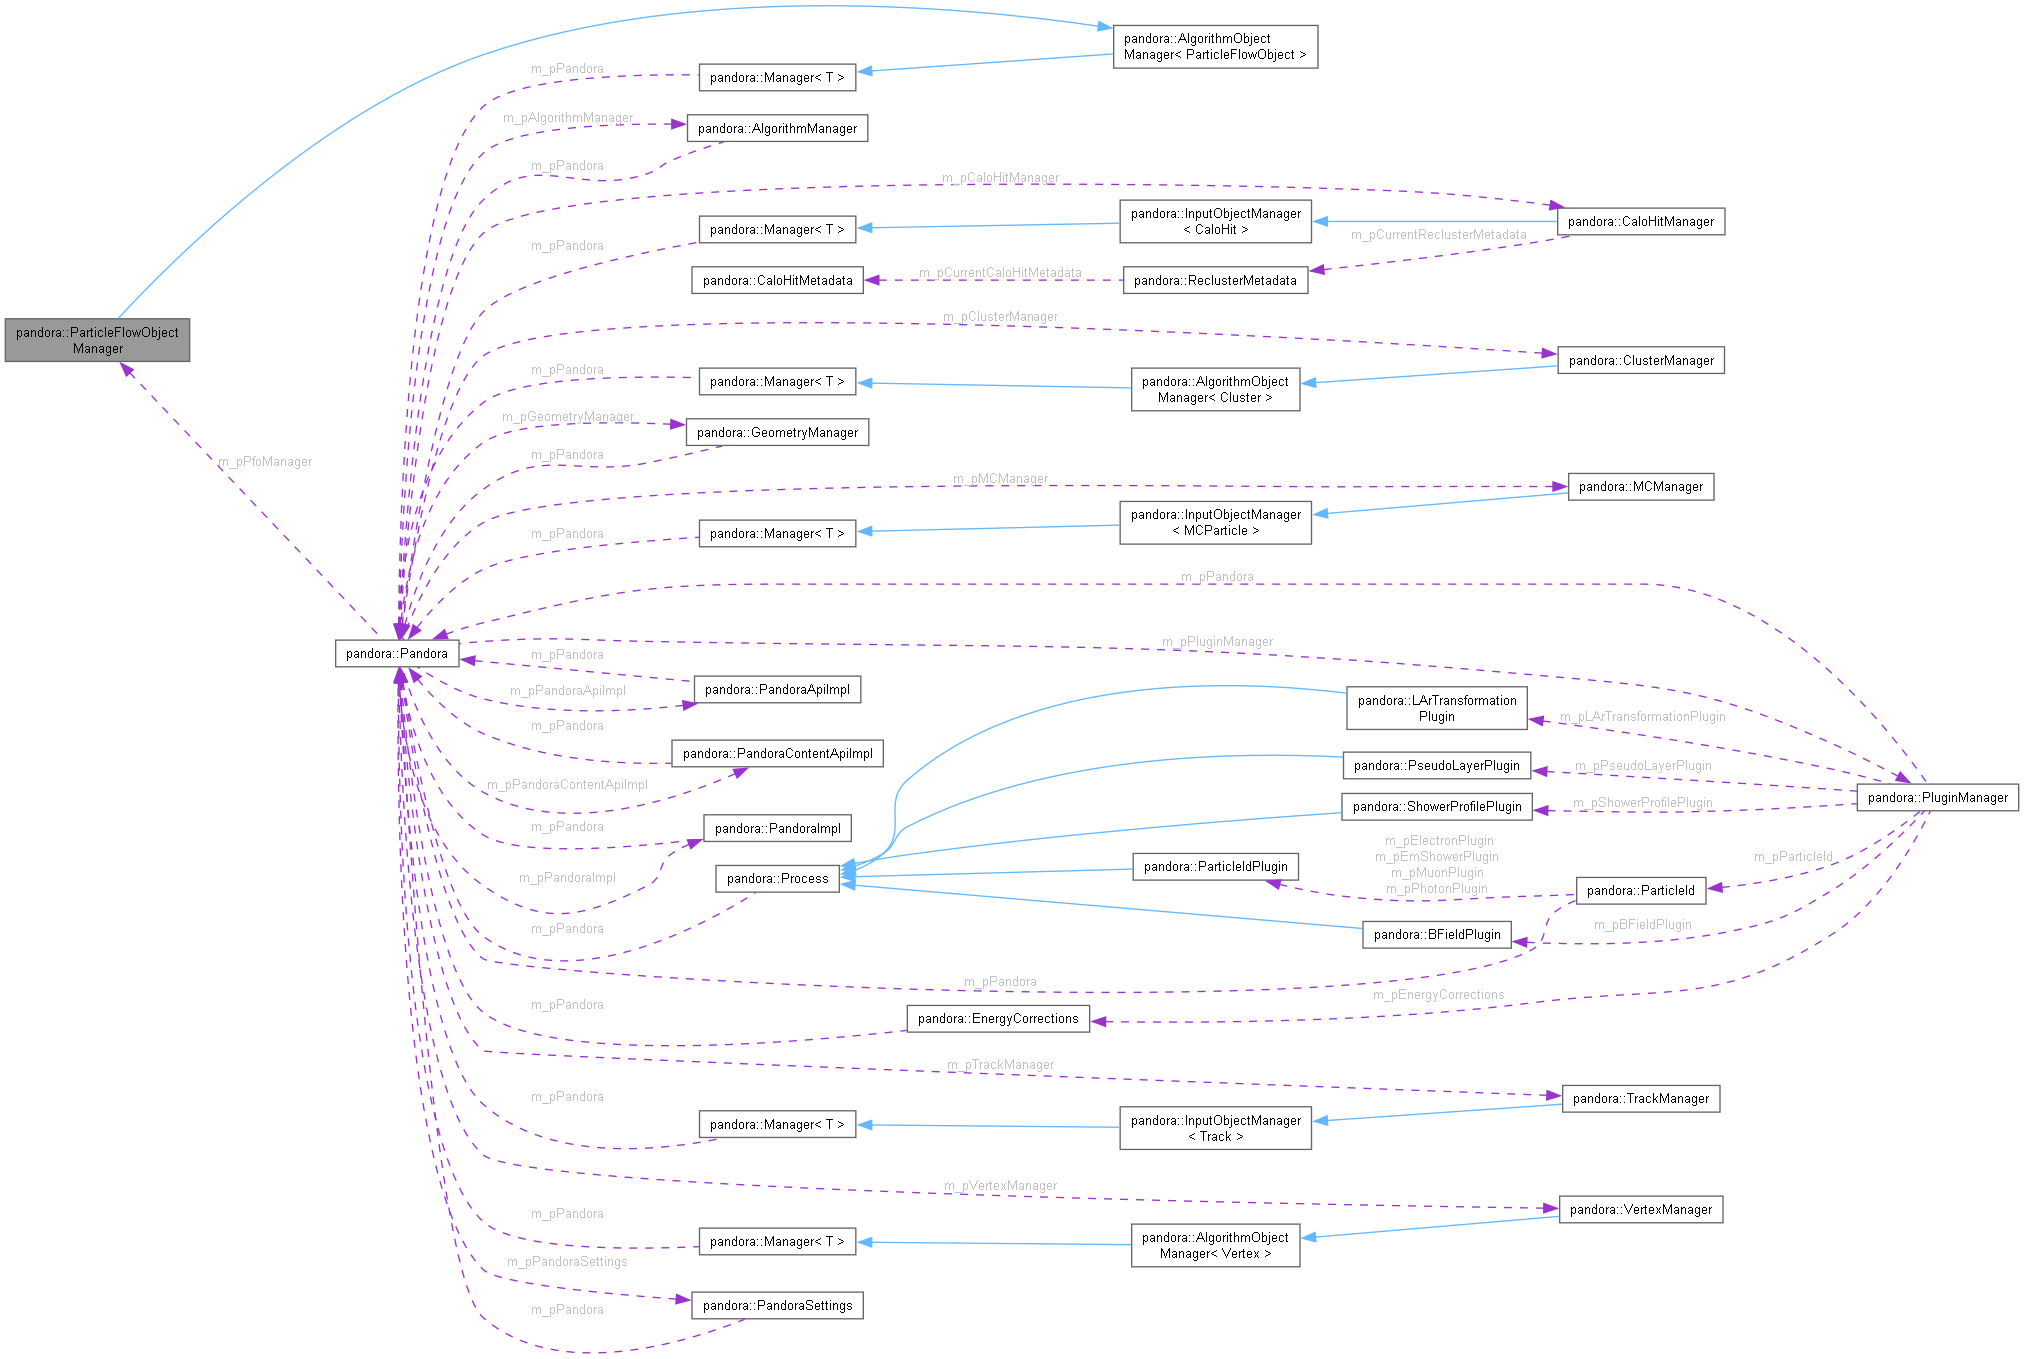 pandora::AlgorithmObject
Manager< ParticleFlowObject >
m_pPandora
pandora::Manager< T >
m_pAlgorithmManager
pandora::AlgorithmManager
m_pPandora
m_pCaloHitManager
pandora::InputObjectManager
< CaloHit >
pandora::CaloHitManager
pandora::Manager< T >
m_pCurrentReclusterMetadata
m_pPandora
m_pCurrentCaloHitMetadata
pandora::CaloHitMetadata
pandora::ReclusterMetadata
m_pClusterManager
pandora::ParticleFlowObject
Manager
pandora::ClusterManager
m_pPandora
pandora::Manager< T >
pandora::AlgorithmObject
Manager< Cluster >
m_pGeometryManager
pandora::GeometryManager
m_pPandora
m_pPfoManager
m_pMCManager
pandora::MCManager
pandora::InputObjectManager
< MCParticle >
m_pPandora
pandora::Manager< T >
m_pPandora
m_pPluginManager
pandora::Pandora
m_pPandora
m_pPandoraApiImpl
pandora::PandoraApiImpl
pandora::LArTransformation
Plugin
m_pLArTransformationPlugin
m_pPandora
pandora::PandoraContentApiImpl
pandora::PseudoLayerPlugin
m_pPseudoLayerPlugin
m_pPandoraContentApiImpl
pandora::PluginManager
pandora::ShowerProfilePlugin
m_pShowerProfilePlugin
m_pPandora
pandora::PandoraImpl
m_pElectronPlugin
m_pEmShowerPlugin
m_pMuonPlugin
m_pPhotonPlugin
m_pParticleId
pandora::ParticleIdPlugin
m_pPandoraImpl
pandora::Process
pandora::ParticleId
m_pPandora
pandora::BFieldPlugin
m_pBFieldPlugin
m_pPandora
m_pEnergyCorrections
m_pPandora
pandora::EnergyCorrections
m_pTrackManager
m_pPandora
pandora::TrackManager
pandora::Manager< T >
pandora::InputObjectManager
< Track >
m_pVertexManager
m_pPandora
pandora::VertexManager
pandora::Manager< T >
pandora::AlgorithmObject
Manager< Vertex >
m_pPandoraSettings
m_pPandora
pandora::PandoraSettings